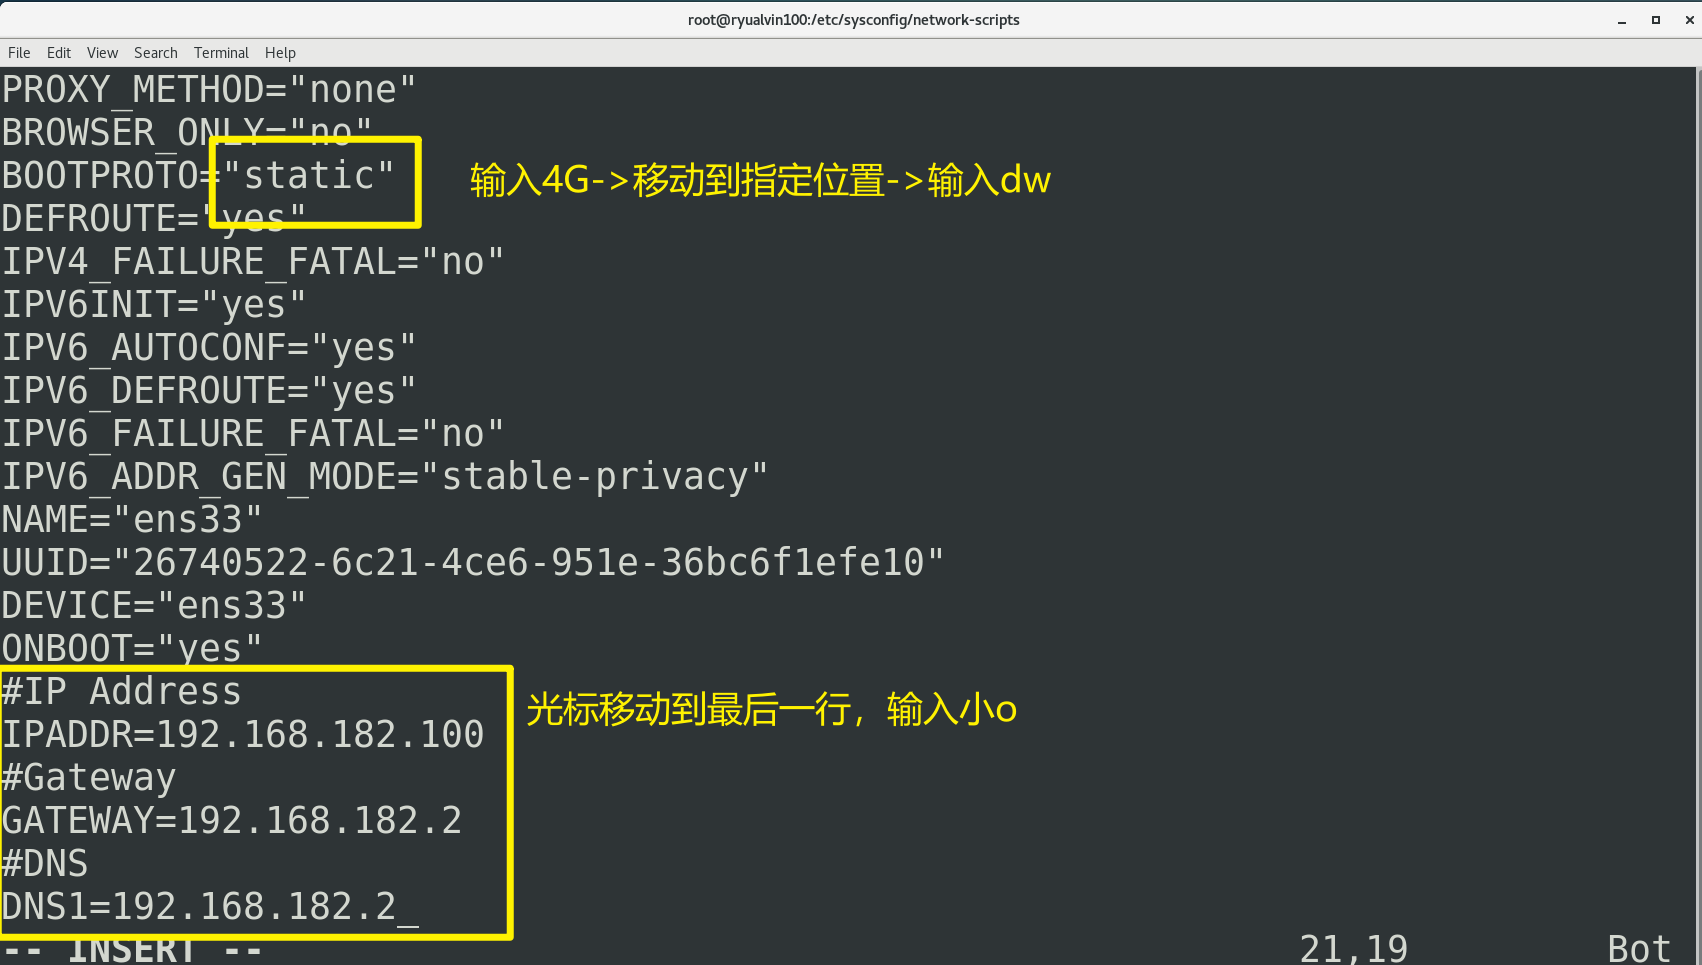 root@ryualvin100:/etc/sysconfig/network-scripts
File Edit View Search Terminal Help
PROXY_METHOD="none"
BROWSER_ONLY="no"
BOOTPROTO="static"
输入4G->移动到指定位置->输入dw
DEFROUTE="yes"
IPV4_FAILURE_FATAL="no"
IPV6INIT="yes"
IPV6_AUTOCONF="yes"
IPV6_DEFROUTE="yes"
IPV6_FAILURE_FATAL="no"
IPV6_ADDR_GEN_MODE="stable-privacy"
NAME="ens33"
UUID="26740522-6c21-4ce6-951e-36bc6f1efe10"
DEVICE="ens33"
ONBOOT="yes"
#IP Address
光标移动到最后一行，输入小o
IPADDR=192.168.182.100
#Gateway
GATEWAY=192.168.182.2
#DNS
DNS1=192.168.182.2
-- INSERT -- 21,19 Bot